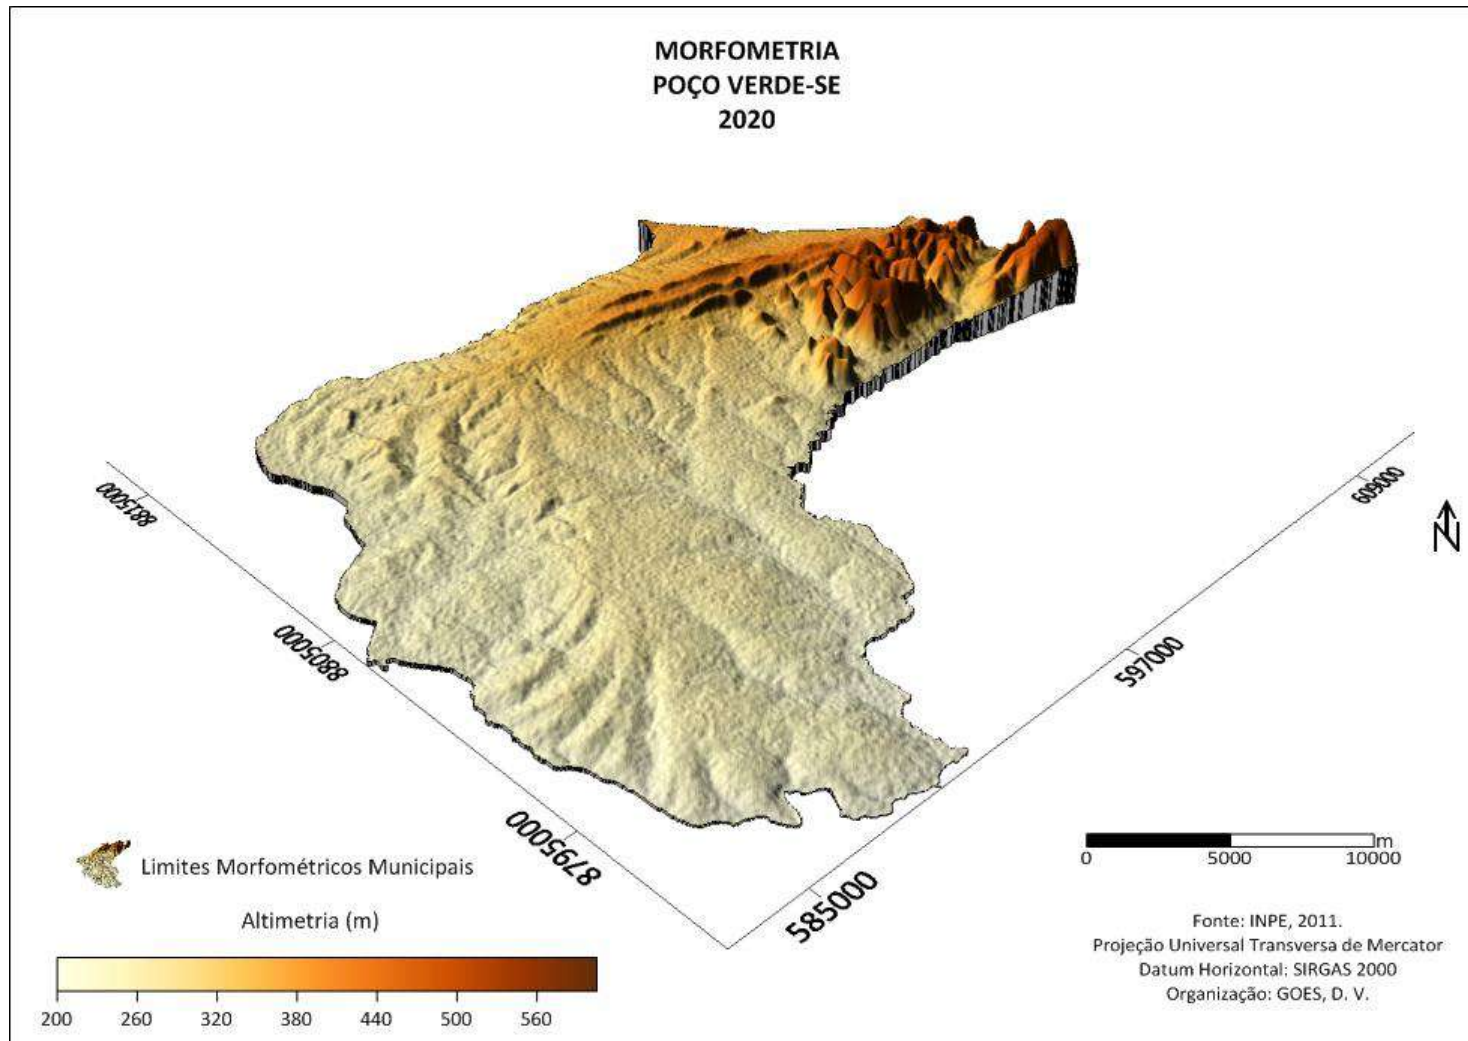 MORFOMETRIA
POÇO VERDE-SE
2020
8815000
8805000
8795000
585000
597000
609000
N
Limites Morfométricos Municipais
Altimetria (m)
200 260 320 380 440 500 560
m
0 5000 10000
Fonte: INPE, 2011.
Projeção Universal Transversa de Mercator
Datum Horizontal: SIRGAS 2000
Organização: GOES, D. V.